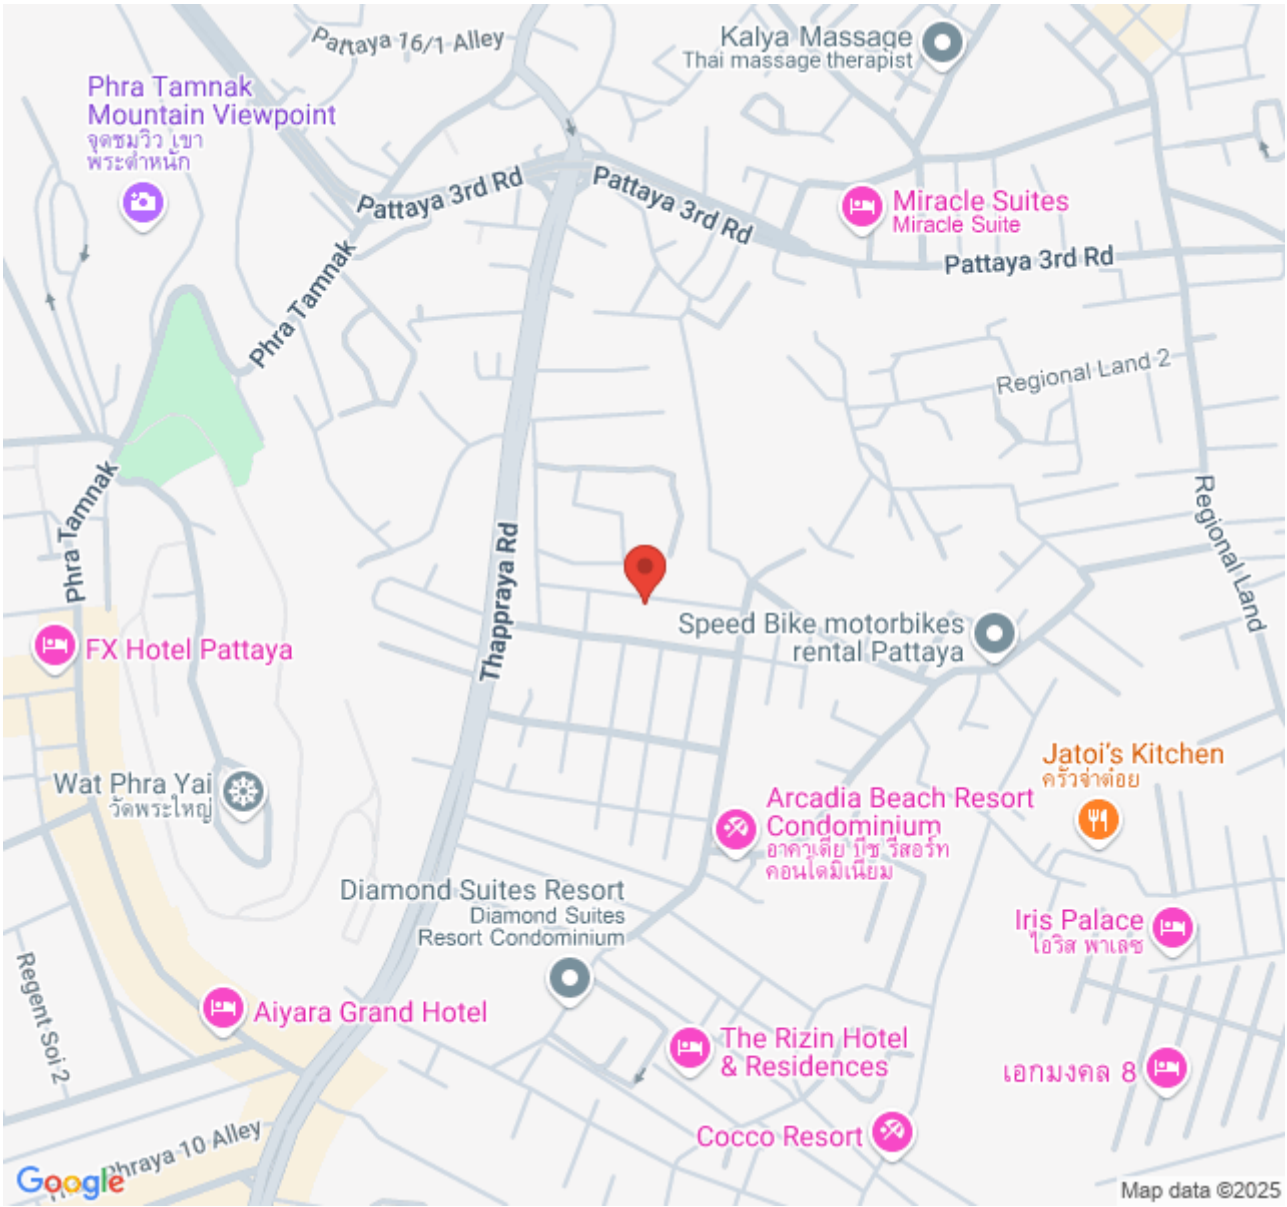 Pattaya 16/1 Alley
Kalya Massage
Thai massage therapist
Phra Tamnak
Mountain Viewpoint
จุดชมวิว เขา
พระตำหนัก
Pattaya 3rd Rd
Pattaya 3rd Rd
Miracle Suites
Miracle Suite
Pattaya 3rd Rd
Phra Tamnak
Regional Land 2
Phra Tamnak
Thappraya Rd
Regional Land
FX Hotel Pattaya
Speed Bike motorbikes
rental Pattaya
Wat Phra Yai
วัดพระใหญ่
Jatoi's Kitchen
ครัวจ่าต๋อย
Arcadia Beach Resort
Condominium
อาคาเดีย บีช รีสอร์ท
คอนโดมิเนียม
Diamond Suites Resort
Diamond Suites
Resort Condominium
Iris Palace
ไอริส พาเลซ
Regent Soi 2
Aiyara Grand Hotel
The Rizin Hotel
& Residences
เอกมงคล 8
Cocco Resort
Phraya 10 Alley
Google
Map data ©2025